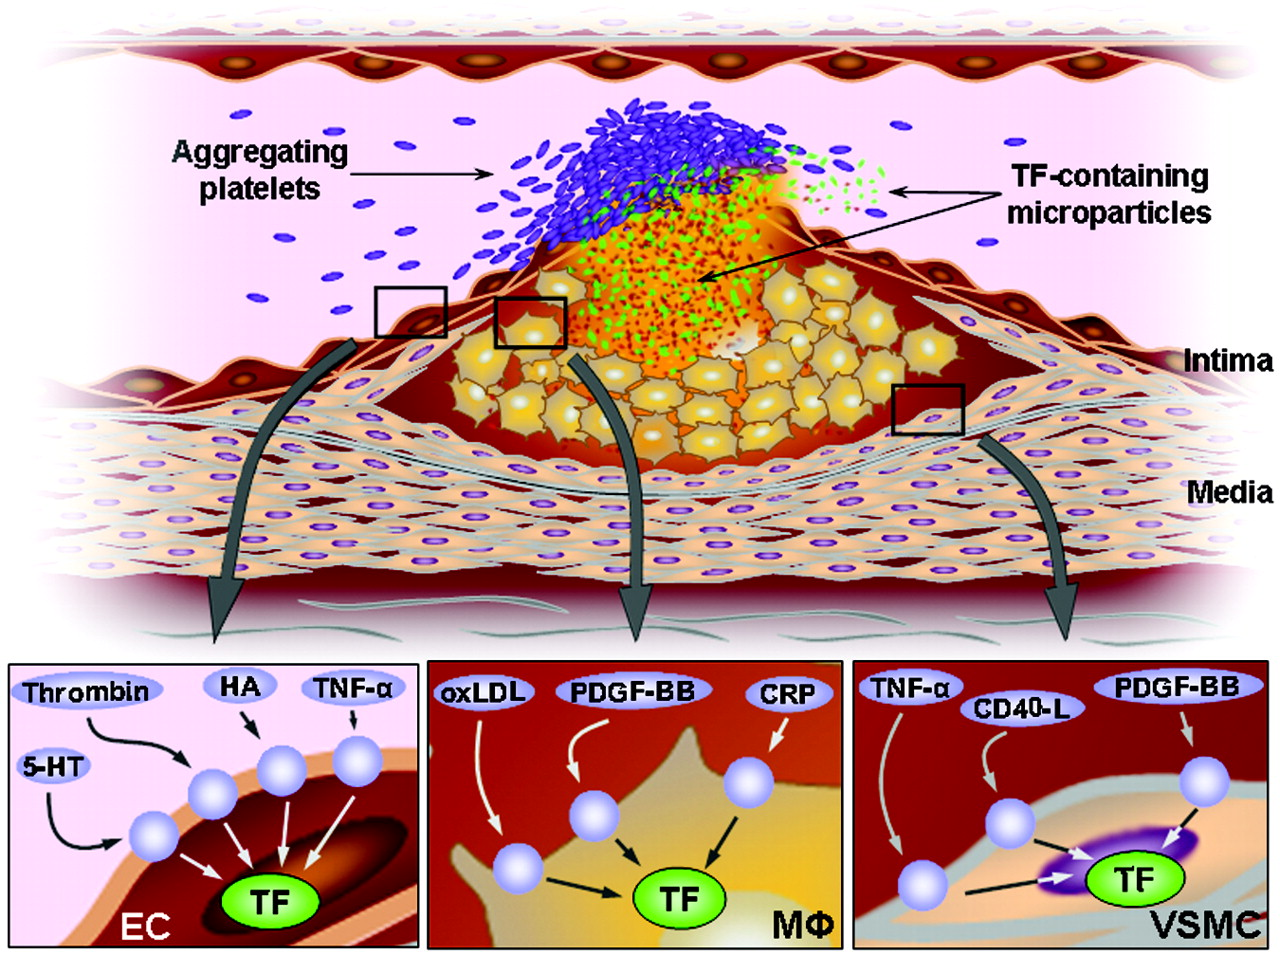 Aggregating
platelets
TF-containing
microparticles
Intima
Media
Thrombin
HA
TNF-α
5-HT
TF
EC
oxLDL
PDGF-BB
CRP
TF
MΦ
TNF-α
CD40-L
PDGF-BB
TF
VSMC